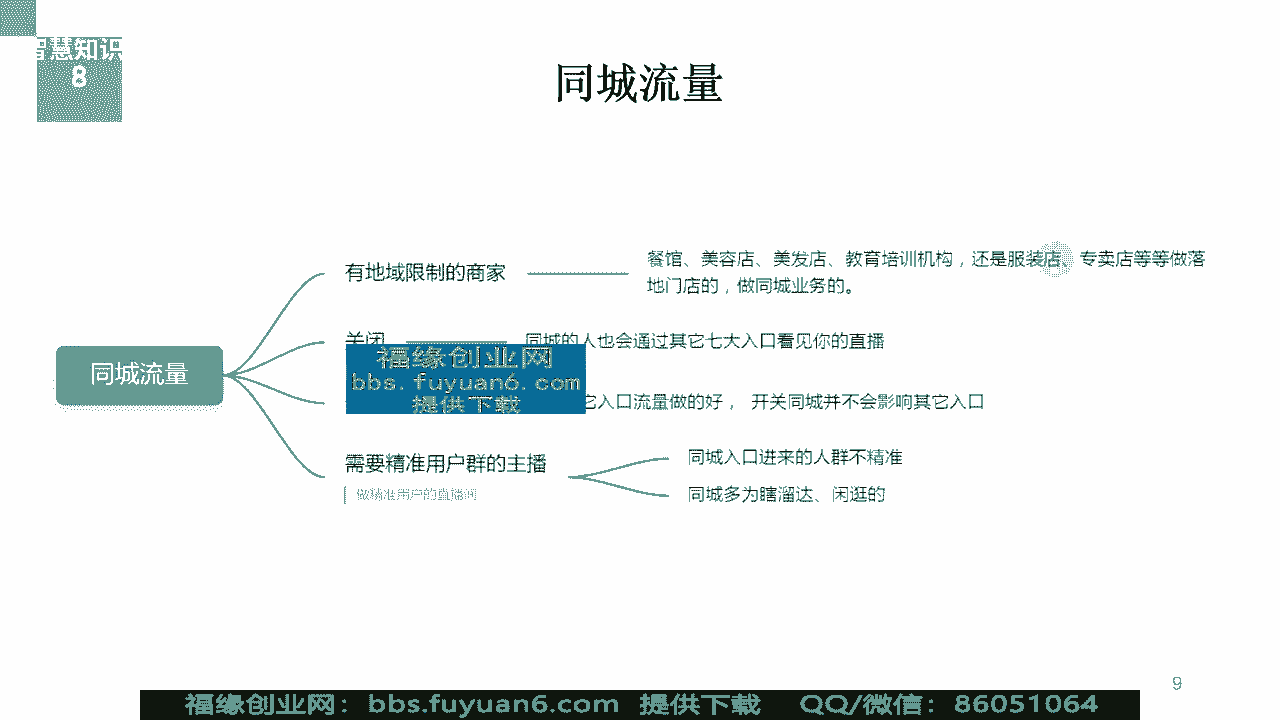 智慧知识
8
同城流量
有地域限制的商家
餐馆、美容店、美发店、教育培训机构，还是服装店、专卖店等等做落
地门店的，做同城业务的。
关闭
同城的人也会通过其它七大入口看见你的直播
同城流量
福缘创业网
bbs.fuyuan6.com
提供下载
它入口流量做的好， 开关同城并不会影响其它入口
需要精准用户群的主播
做精准用户的直播间
同城入口进来的人群不精准
同城多为瞎溜达、闲逛的
9
福缘创业网：bbs.fuyuan6.com 提供下载 QQ/微信：86051064